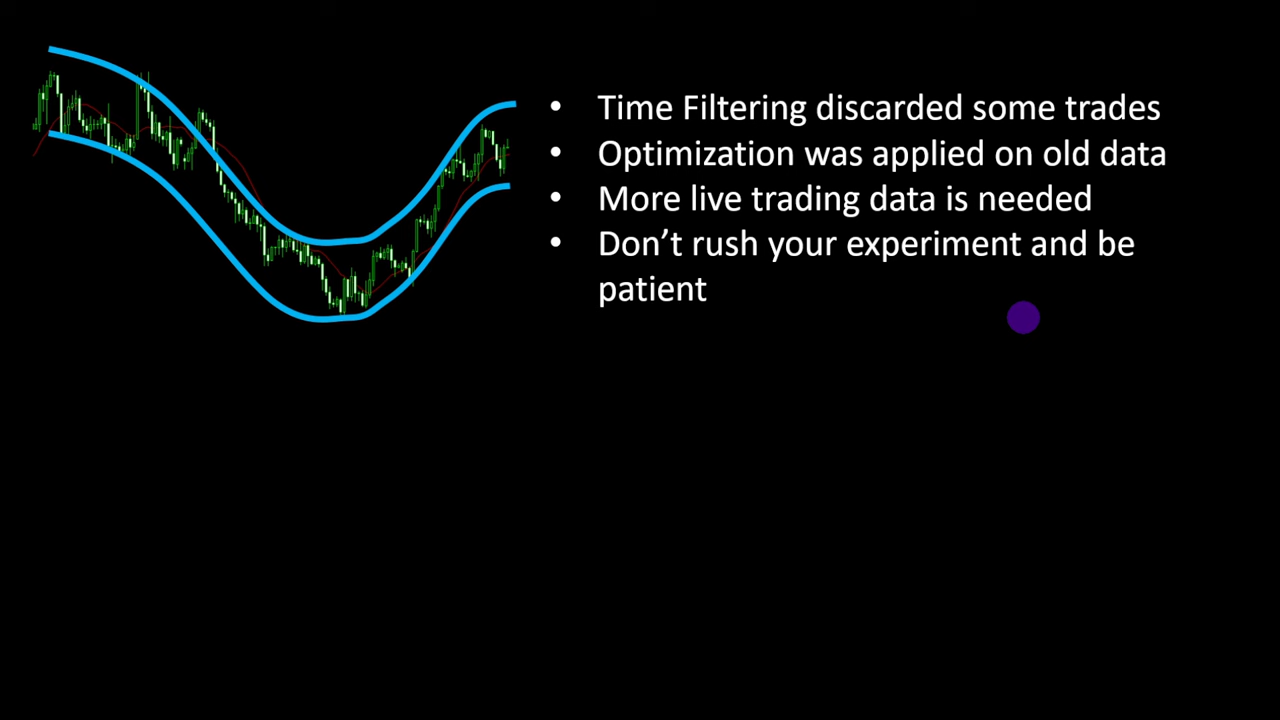 • Time Filtering discarded some trades
• Optimization was applied on old data
• More live trading data is needed
• Don’t rush your experiment and be
patient